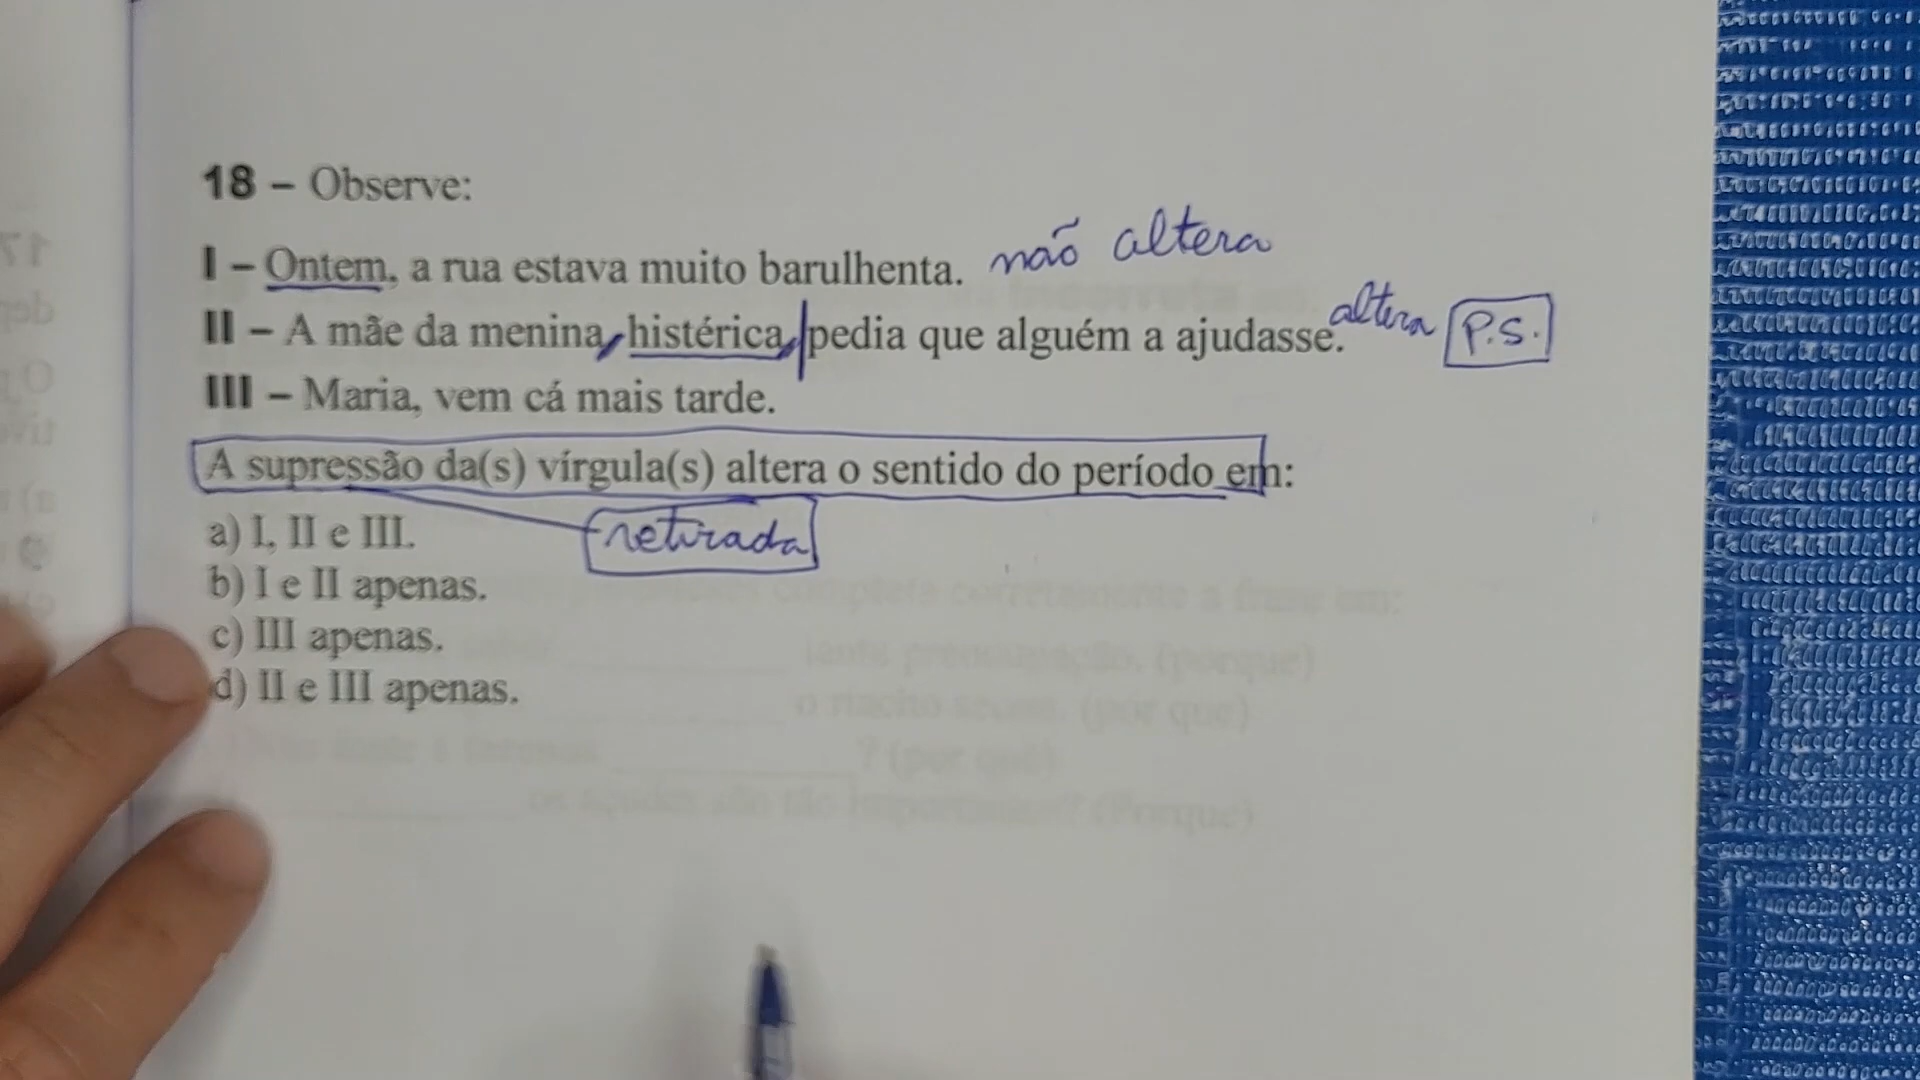 18 – Observe:
I – Ontem, a rua estava muito barulhenta. não altera
II – A mãe da menina, histérica, pedia que alguém a ajudasse. altera P.S.
III – Maria, vem cá mais tarde.
A supressão da(s) vírgula(s) altera o sentido do período em:
a) I, II e III. retirada
b) I e II apenas.
c) III apenas.
d) II e III apenas.